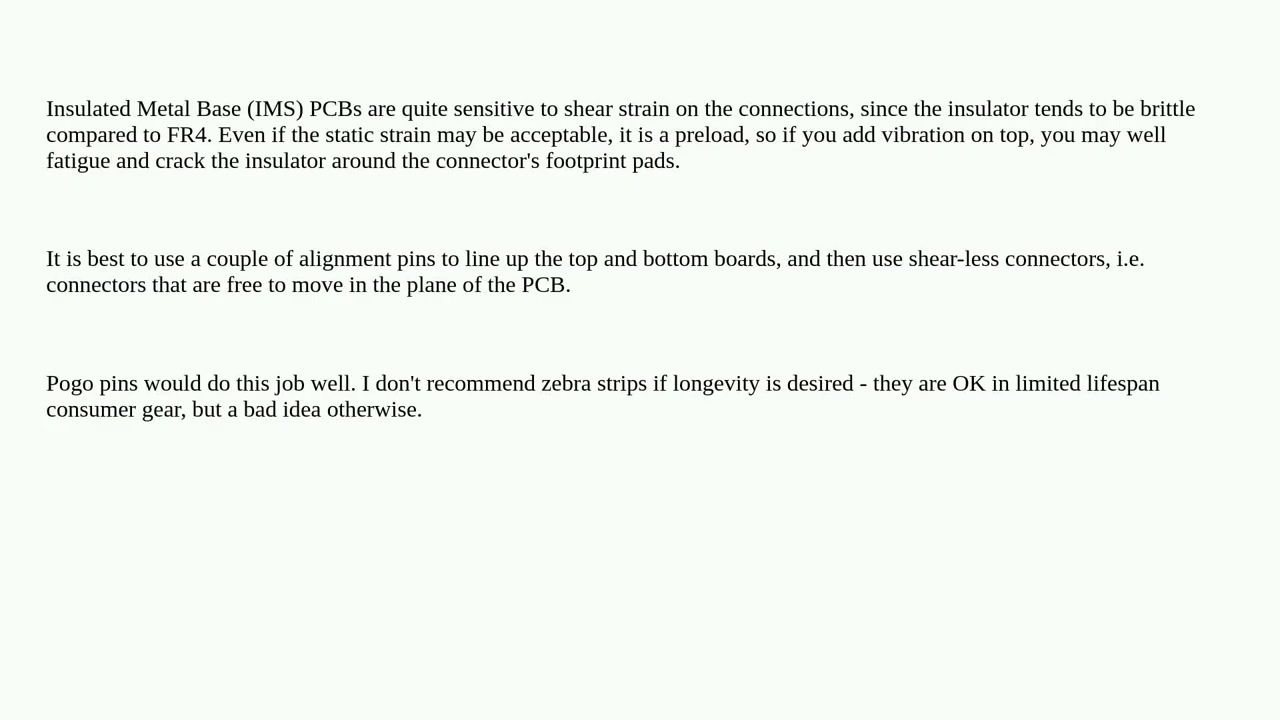 Insulated Metal Base (IMS) PCBs are quite sensitive to shear strain on the connections, since the insulator tends to be brittle
compared to FR4. Even if the static strain may be acceptable, it is a preload, so if you add vibration on top, you may well
fatigue and crack the insulator around the connector's footprint pads.
It is best to use a couple of alignment pins to line up the top and bottom boards, and then use shear-less connectors, i.e.
connectors that are free to move in the plane of the PCB.
Pogo pins would do this job well. I don't recommend zebra strips if longevity is desired - they are OK in limited lifespan
consumer gear, but a bad idea otherwise.